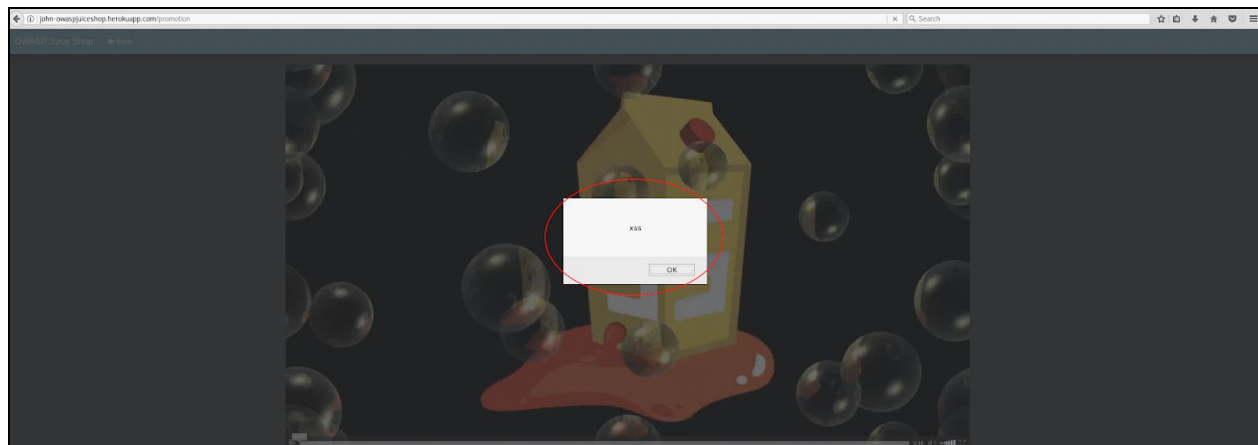 john-owaspjuiceshop.herokuapp.com/promotion
Search
OWASP Juice Shop
Back
xss
OK